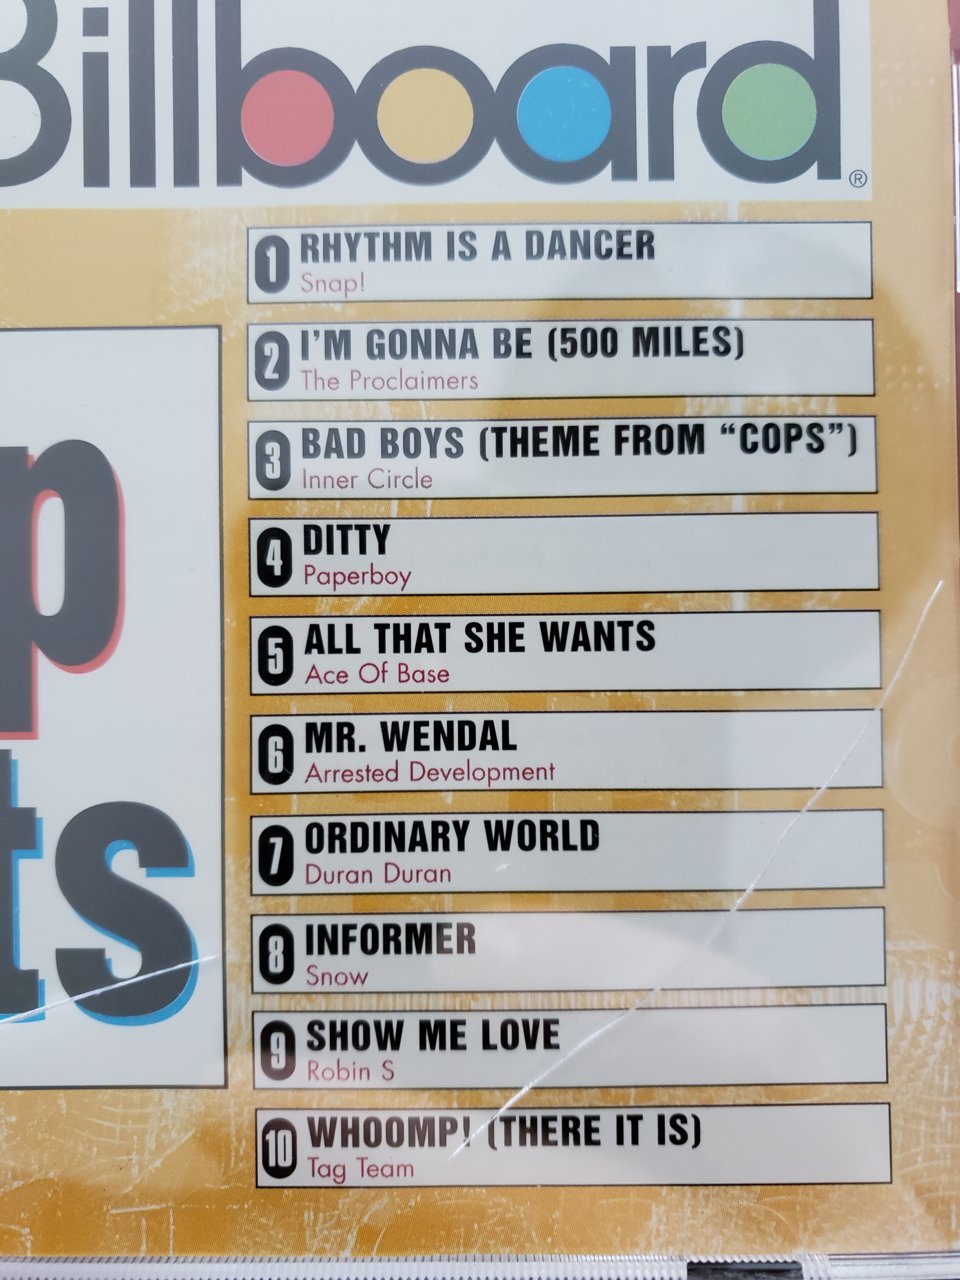 Billboard®
1 RHYTHM IS A DANCER
Snap!
2 I'M GONNA BE (500 MILES)
The Proclaimers
3 BAD BOYS (THEME FROM “COPS”)
Inner Circle
4 DITTY
Paperboy
5 ALL THAT SHE WANTS
Ace Of Base
6 MR. WENDAL
Arrested Development
7 ORDINARY WORLD
Duran Duran
8 INFORMER
Snow
9 SHOW ME LOVE
Robin S
10 WHOOMP! (THERE IT IS)
Tag Team
p
ts